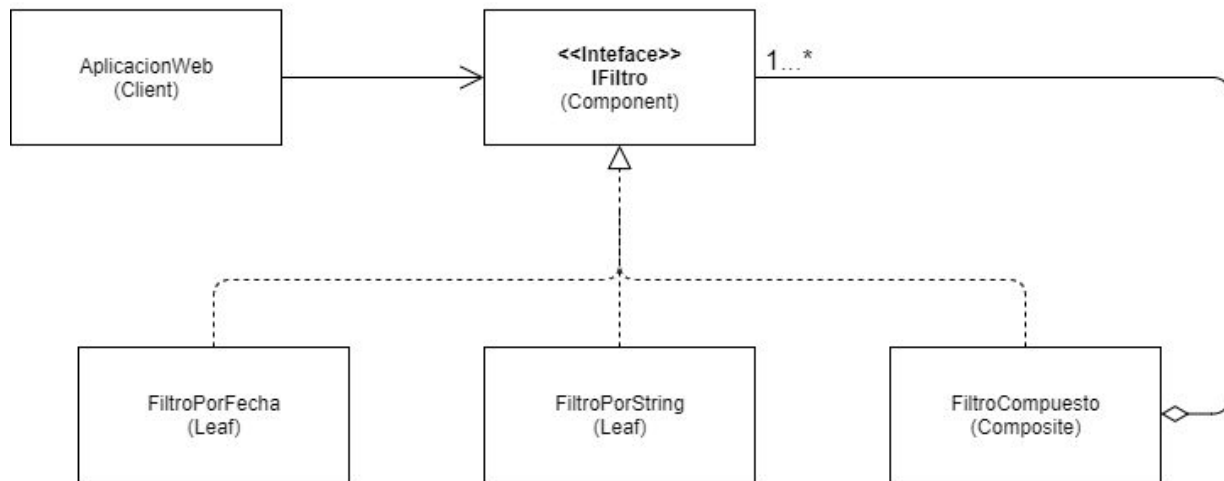 AplicacionWeb
(Client)
<<Inteface>>
IFiltro
(Component)
1...*
FiltroPorFecha
(Leaf)
FiltroPorString
(Leaf)
FiltroCompuesto
(Composite)